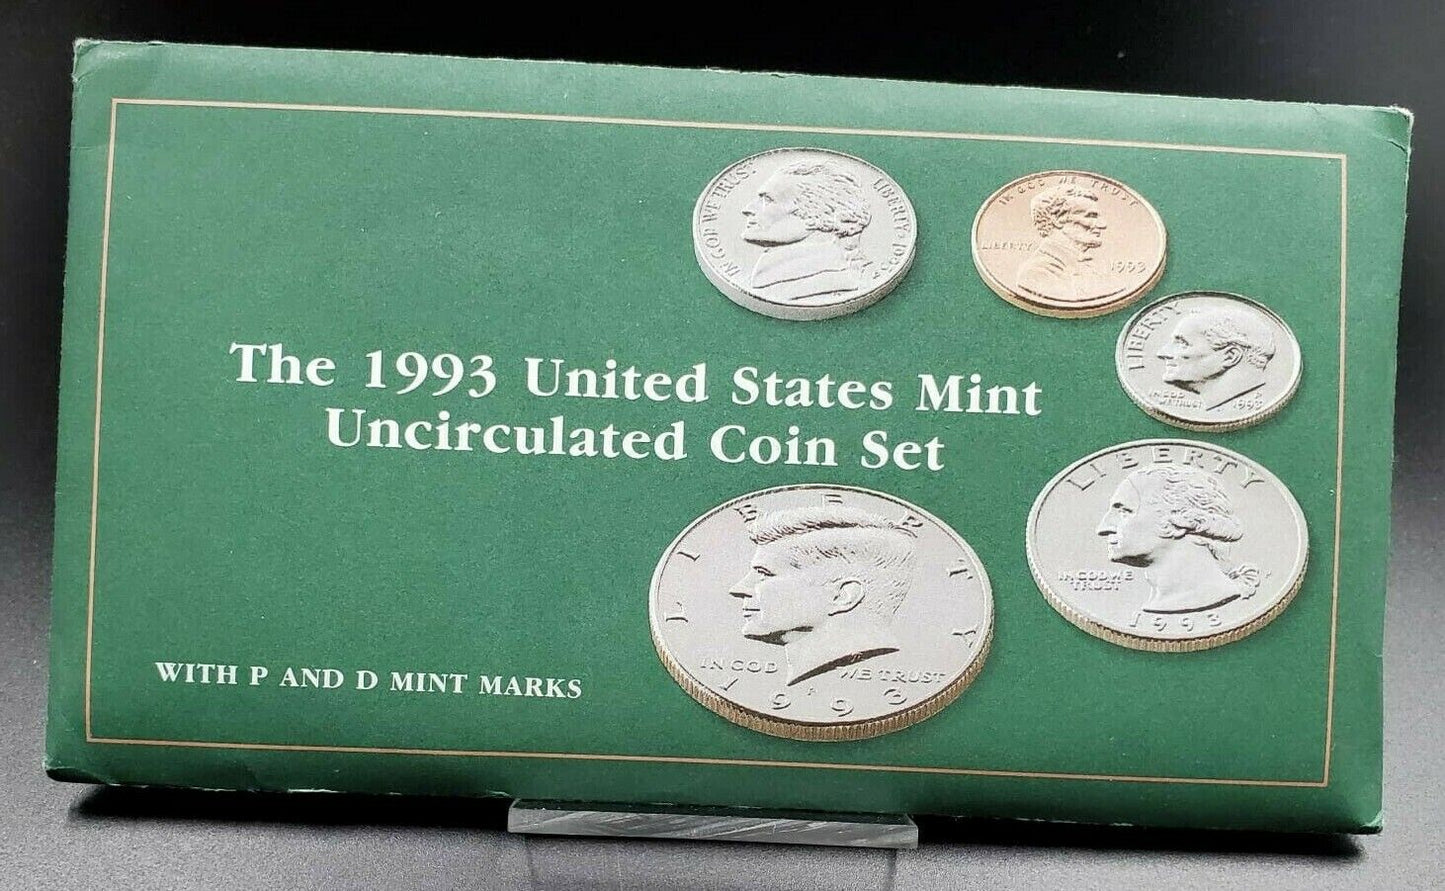 IN GOD WE TRUST LIBERTY 1993
IN GOD WE TRUST
LIBERTY
1993
LIBERTY
IN GOD
WE TRUST
1993
The 1993 United States Mint
Uncirculated Coin Set
LIBERTY
IN GOD WE
TRUST
1993
LIBERTY
IN GOD WE TRUST
1993
WITH P AND D MINT MARKS